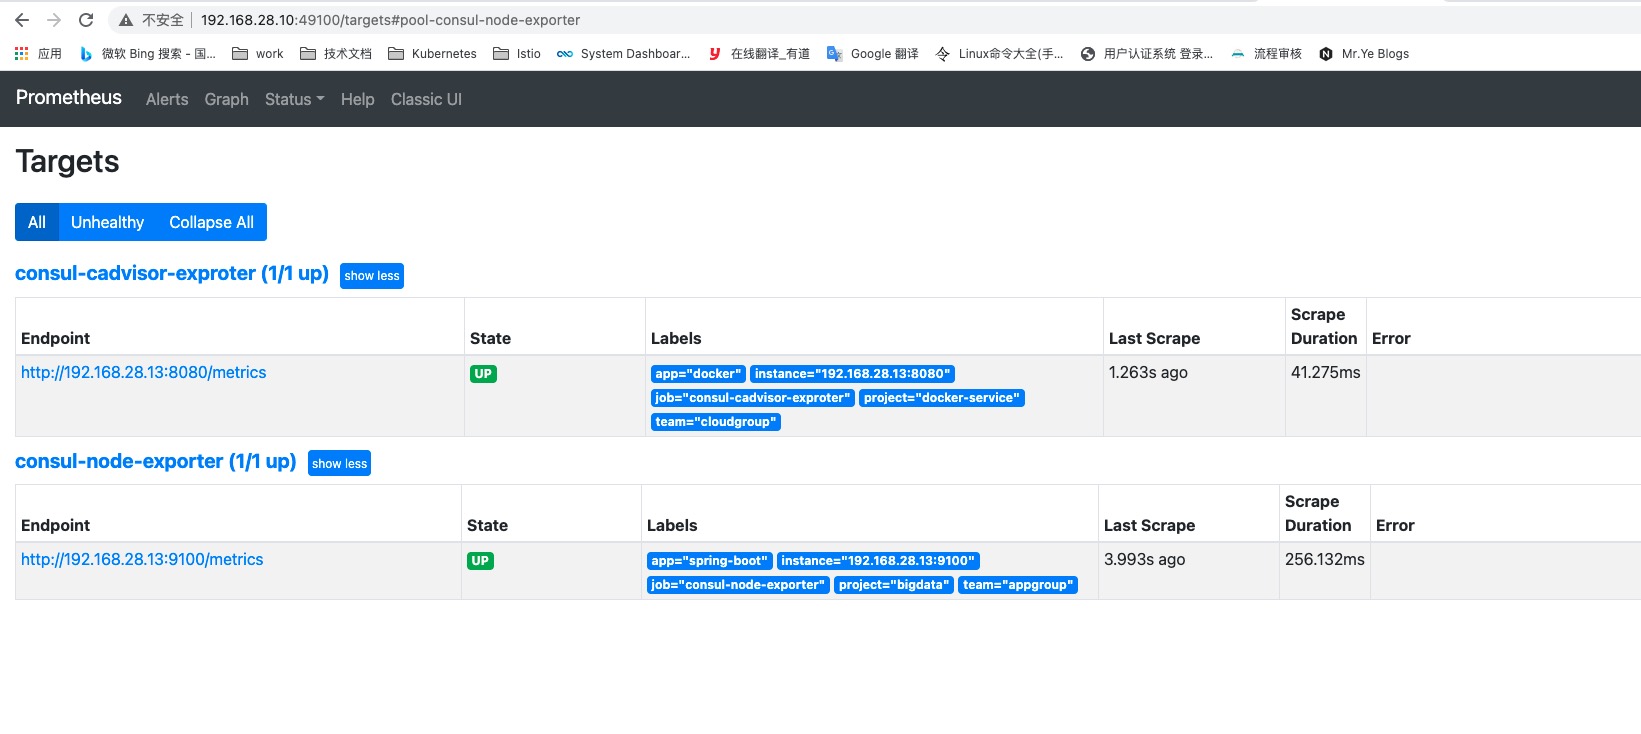 不安全 192.168.28.10:49100/targets#pool-consul-node-exporter
应用 微软 Bing 搜索 - 国... work 技术文档 Kubernetes Istio System Dashboar... 在线翻译_有道 Google 翻译 Linux命令大全(手... 用户认证系统 登录... 流程审核 Mr.Ye Blogs
Prometheus Alerts Graph Status Help Classic UI
Targets
All Unhealthy Collapse All
consul-cadvisor-exproter (1/1 up) show less
Endpoint State Labels Last Scrape Scrape Duration Error
http://192.168.28.13:8080/metrics UP app="docker" instance="192.168.28.13:8080" 1.263s ago 41.275ms
job="consul-cadvisor-exproter" project="docker-service"
team="cloudgroup"
consul-node-exporter (1/1 up) show less
Endpoint State Labels Last Scrape Scrape Duration Error
http://192.168.28.13:9100/metrics UP app="spring-boot" instance="192.168.28.13:9100" 3.993s ago 256.132ms
job="consul-node-exporter" project="bigdata" team="appgroup"